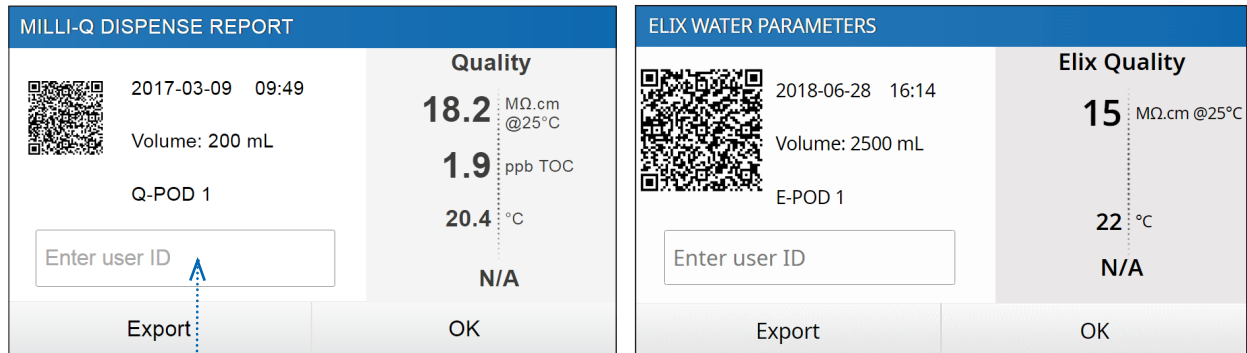 MILLI-Q DISPENSE REPORT
2017-03-09 09:49
Volume: 200 mL
Q-POD 1
Enter user ID
Quality
18.2 MΩ.cm @25°C
1.9 ppb TOC
20.4 °C
N/A
Export OK
ELIX WATER PARAMETERS
2018-06-28 16:14
Volume: 2500 mL
E-POD 1
Enter user ID
Elix Quality
15 MΩ.cm @25°C
22 °C
N/A
Export OK